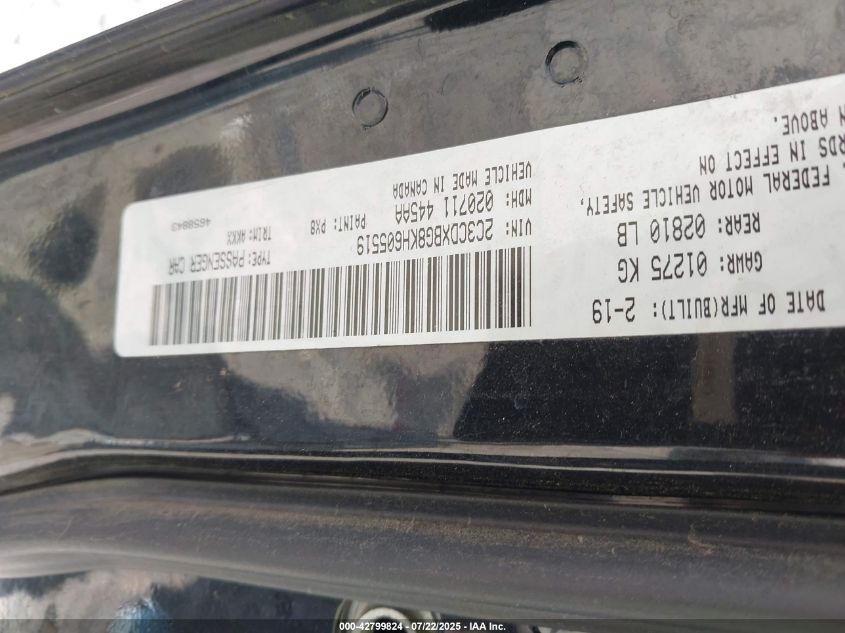 DATE OF MFR(BUILT): 2-19
GAWR: 01275 KG
REAR: 02810 LB
FEDERAL MOTOR VEHICLE SAFETY,
RDS IN EFFECT ON
N ABOVE.
VIN: 2C3CDXBG8KH605519 TYPE:PASSENGER CAR
TRIM:AKKX
MDH: 020711 445AA PAINT: PX8
VEHICLE MADE IN CANADA 4658843
000-42799824 - 07/22/2025 - IAA Inc.